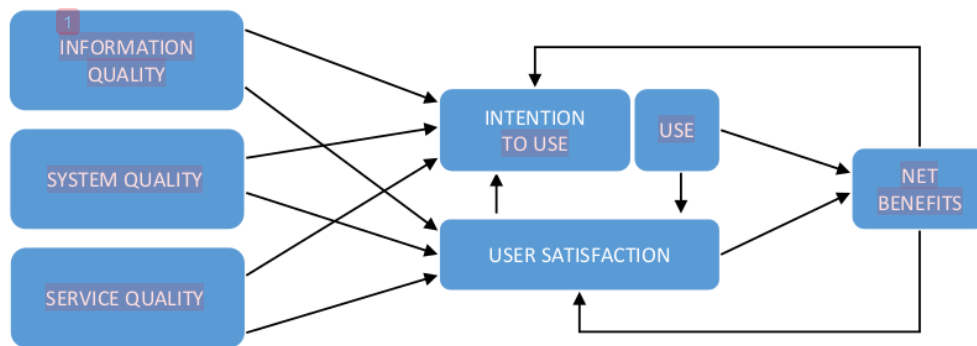 1
INFORMATION
QUALITY
SYSTEM QUALITY
SERVICE QUALITY
INTENTION
TO USE
USE
USER SATISFACTION
NET
BENEFITS